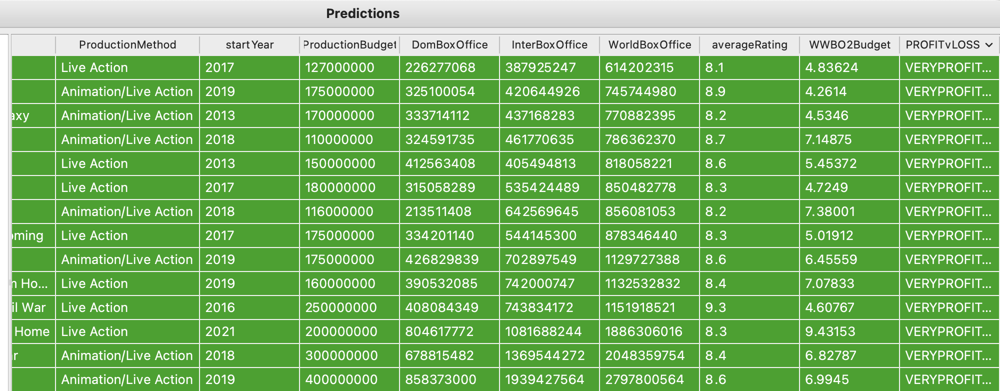 Predictions
ProductionMethod startYear ProductionBudget DomBoxOffice InterBoxOffice WorldBoxOffice averageRating WWBO2Budget PROFITvLOSS
Live Action 2017 127000000 226277068 387925247 614202315 8.1 4.83624 VERYPROFIT...
Animation/Live Action 2019 175000000 325100054 420644926 745744980 8.9 4.2614 VERYPROFIT...
axy Animation/Live Action 2013 170000000 333714112 437168283 770882395 8.2 4.5346 VERYPROFIT...
Animation/Live Action 2018 110000000 324591735 461770635 786362370 8.7 7.14875 VERYPROFIT...
Live Action 2013 150000000 412563408 405494813 818058221 8.6 5.45372 VERYPROFIT...
Live Action 2017 180000000 315058289 535424489 850482778 8.3 4.7249 VERYPROFIT...
Animation/Live Action 2018 116000000 213511408 642569645 856081053 8.2 7.38001 VERYPROFIT...
oming Live Action 2017 175000000 334201140 544145300 878346440 8.3 5.01912 VERYPROFIT...
Animation/Live Action 2019 175000000 426829839 702897549 1129727388 8.6 6.45559 VERYPROFIT...
m Ho... Live Action 2019 160000000 390532085 742000747 1132532832 8.4 7.07833 VERYPROFIT...
il War Live Action 2016 250000000 408084349 743834172 1151918521 9.3 4.60767 VERYPROFIT...
Home Live Action 2021 200000000 804617772 1081688244 1886306016 8.3 9.43153 VERYPROFIT...
r Animation/Live Action 2018 300000000 678815482 1369544272 2048359754 8.4 6.82787 VERYPROFIT...
Animation/Live Action 2019 400000000 858373000 1939427564 2797800564 8.6 6.9945 VERYPROFIT...